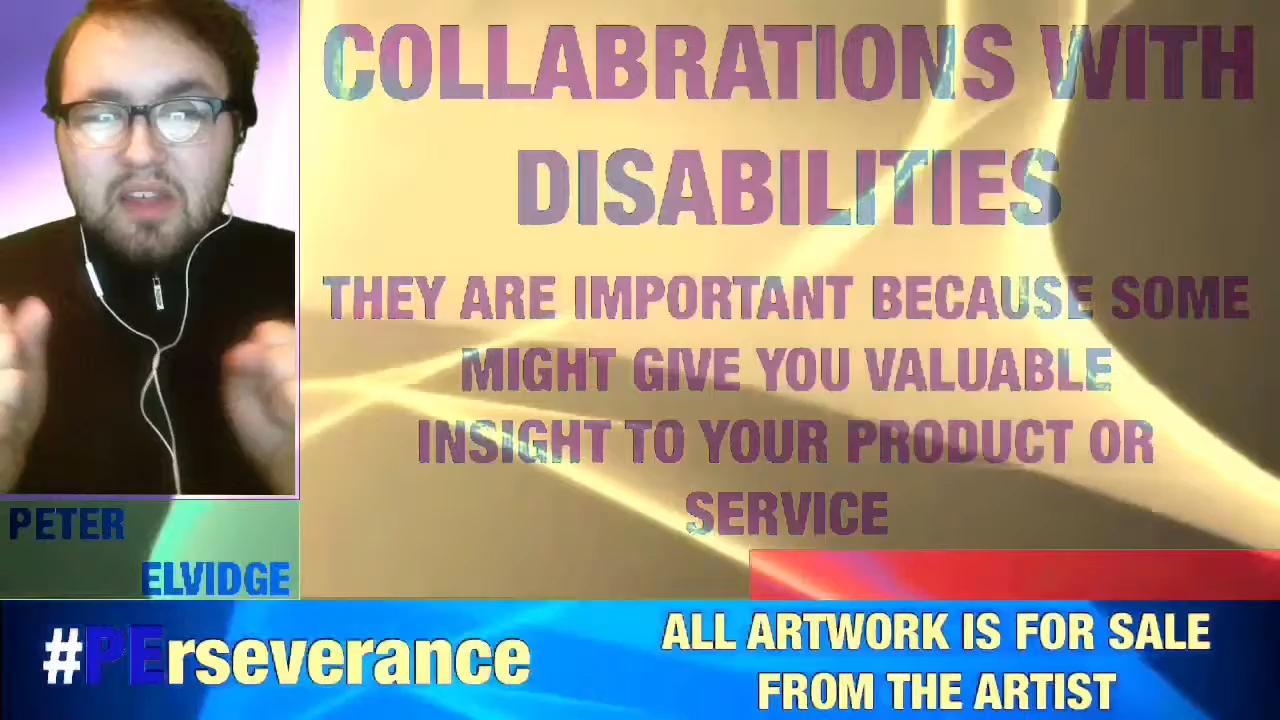 COLLABRATIONS WITH
DISABILITIES
THEY ARE IMPORTANT BECAUSE SOME
MIGHT GIVE YOU VALUABLE
INSIGHT TO YOUR PRODUCT OR
SERVICE
PETER
ELVIDGE
#PErseverance
ALL ARTWORK IS FOR SALE
FROM THE ARTIST